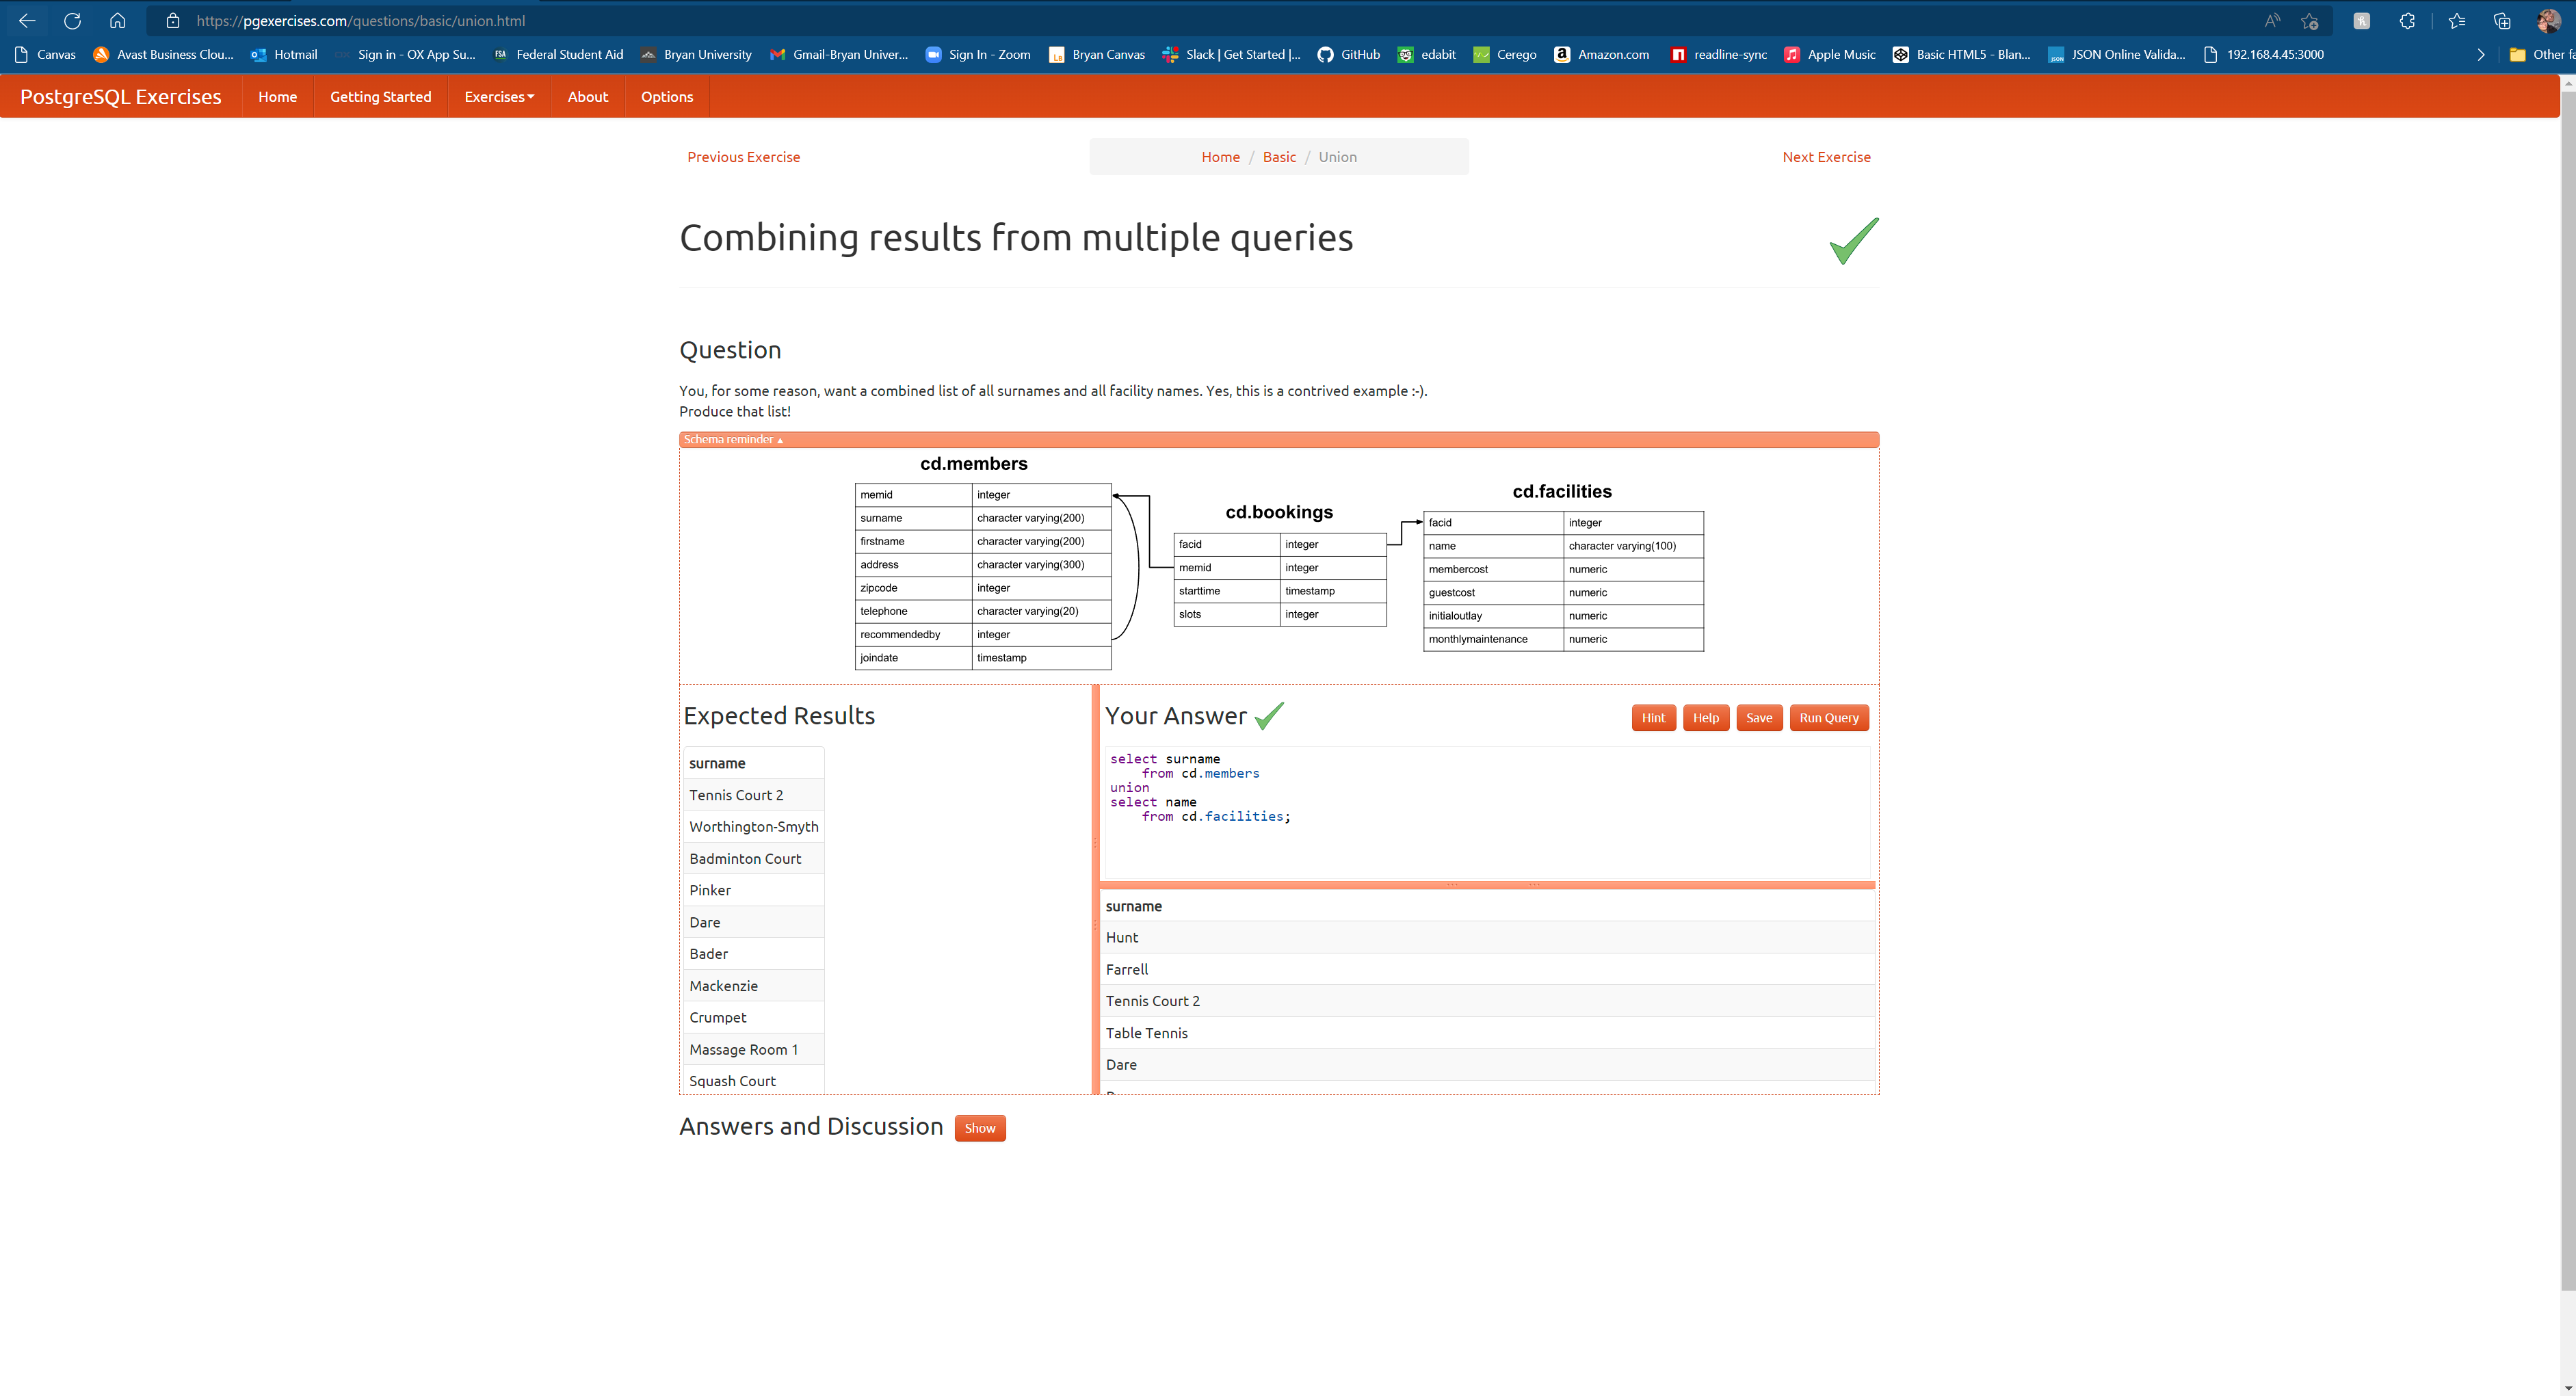 https://pgexercises.com/questions/basic/union.html
Canvas Avast Business Clou... Hotmail Sign in - OX App Su... FSA Federal Student Aid Bryan University Gmail-Bryan Univer... Sign In - Zoom Bryan Canvas Slack | Get Started |... GitHub edabit Cerego Amazon.com readline-sync Apple Music Basic HTML5 - Blan... JSON Online Valida... 192.168.4.45:3000 Other fa
PostgreSQL Exercises Home Getting Started Exercises About Options
Previous Exercise Home / Basic / Union Next Exercise
Combining results from multiple queries
Question
You, for some reason, want a combined list of all surnames and all facility names. Yes, this is a contrived example :-).
Produce that list!
Schema reminder ▲
cd.members
memid integer
surname character varying(200)
firstname character varying(200)
address character varying(300)
zipcode integer
telephone character varying(20)
recommendedby integer
joindate timestamp
cd.bookings
facid integer
memid integer
starttime timestamp
slots integer
cd.facilities
facid integer
name character varying(100)
membercost numeric
guestcost numeric
initialoutlay numeric
monthlymaintenance numeric
Expected Results
surname
Tennis Court 2
Worthington-Smyth
Badminton Court
Pinker
Dare
Bader
Mackenzie
Crumpet
Massage Room 1
Squash Court
Your Answer
Hint Help Save Run Query
select surname
from cd.members
union
select name
from cd.facilities;
surname
Hunt
Farrell
Tennis Court 2
Table Tennis
Dare
Answers and Discussion Show